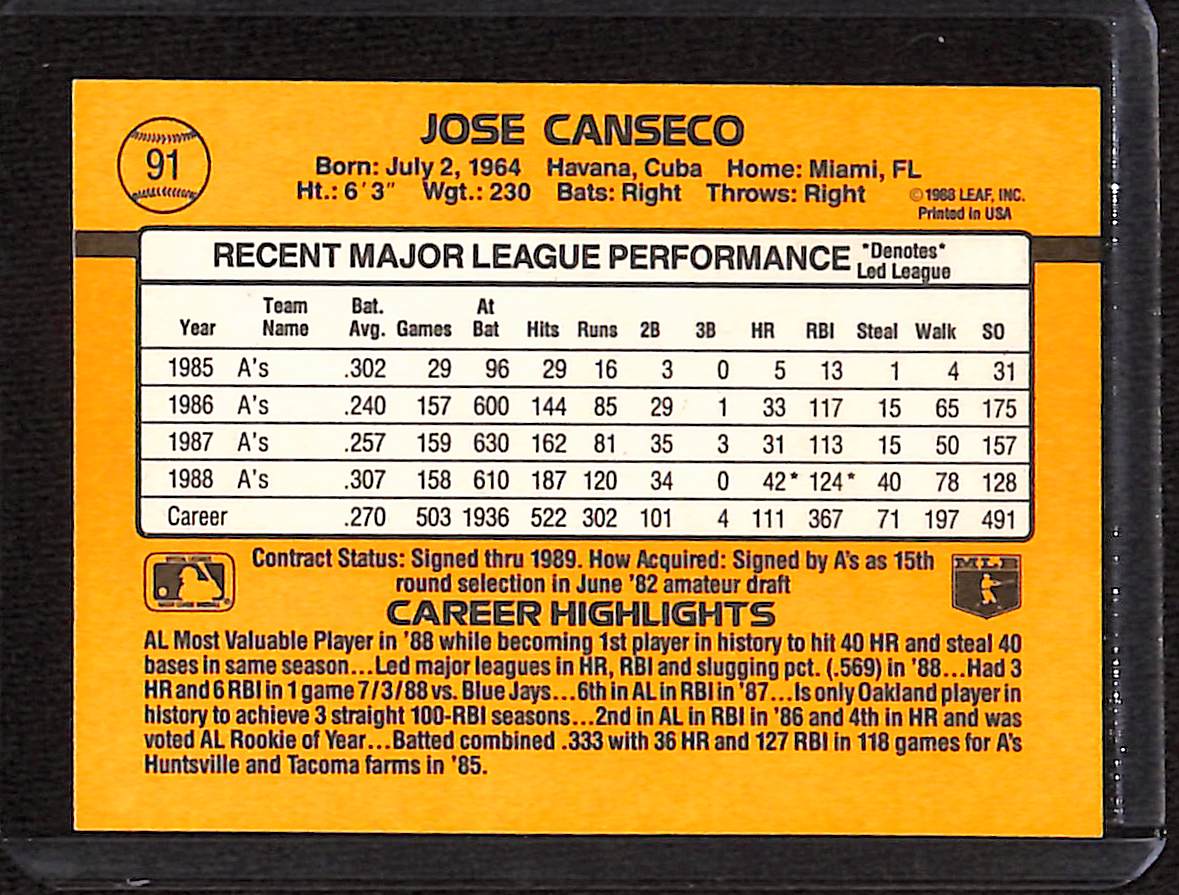 91
JOSE CANSECO
Born: July 2, 1964 Havana, Cuba Home: Miami, FL
Ht.: 6'3" Wgt.: 230 Bats: Right Throws: Right
©1988 LEAF, INC.
Printed in USA
RECENT MAJOR LEAGUE PERFORMANCE *Denotes* Led League
Year Team Name Bat. Avg. Games At Bat Hits Runs 2B 3B HR RBI Steal Walk SO
1985 A's .302 29 96 29 16 3 0 5 13 1 4 31
1986 A's .240 157 600 144 85 29 1 33 117 15 65 175
1987 A's .257 159 630 162 81 35 3 31 113 15 50 157
1988 A's .307 158 610 187 120 34 0 42* 124* 40 78 128
Career .270 503 1936 522 302 101 4 111 367 71 197 491
Contract Status: Signed thru 1989. How Acquired: Signed by A's as 15th
round selection in June '82 amateur draft
MLB
CAREER HIGHLIGHTS
AL Most Valuable Player in '88 while becoming 1st player in history to hit 40 HR and steal 40
bases in same season...Led major leagues in HR, RBI and slugging pct. (.569) in '88...Had 3
HR and 6 RBI in 1 game 7/3/88 vs. Blue Jays...6th in AL in RBI in '87...Is only Oakland player in
history to achieve 3 straight 100-RBI seasons...2nd in AL in RBI in '86 and 4th in HR and was
voted AL Rookie of Year...Batted combined .333 with 36 HR and 127 RBI in 118 games for A's
Huntsville and Tacoma farms in '85.